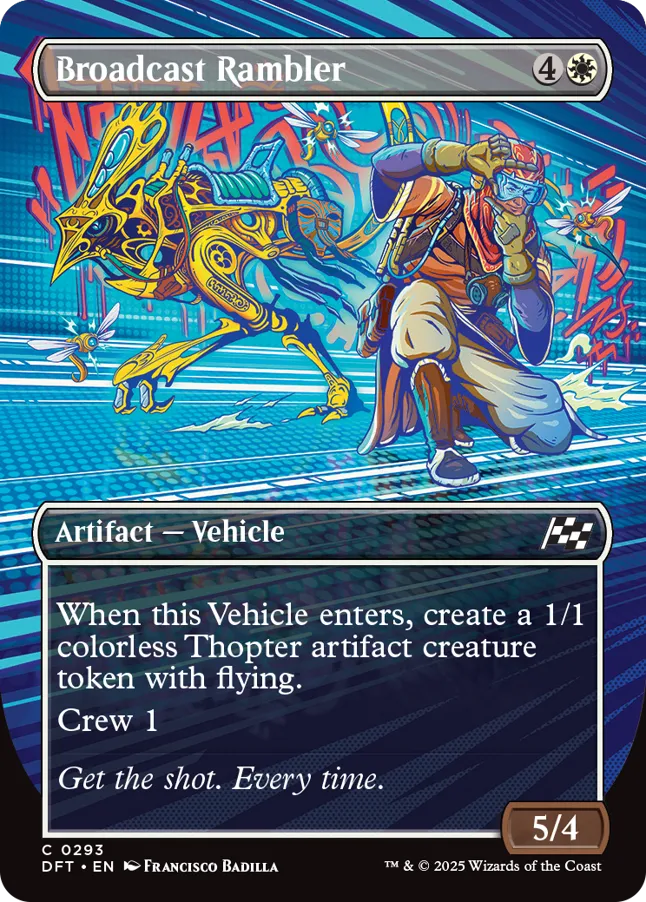 Broadcast Rambler 4
Artifact — Vehicle
When this Vehicle enters, create a 1/1
colorless Thopter artifact creature
token with flying.
Crew 1
Get the shot. Every time.
5/4
C 0293
DFT • EN Francisco Badilla
™ & © 2025 Wizards of the Coast